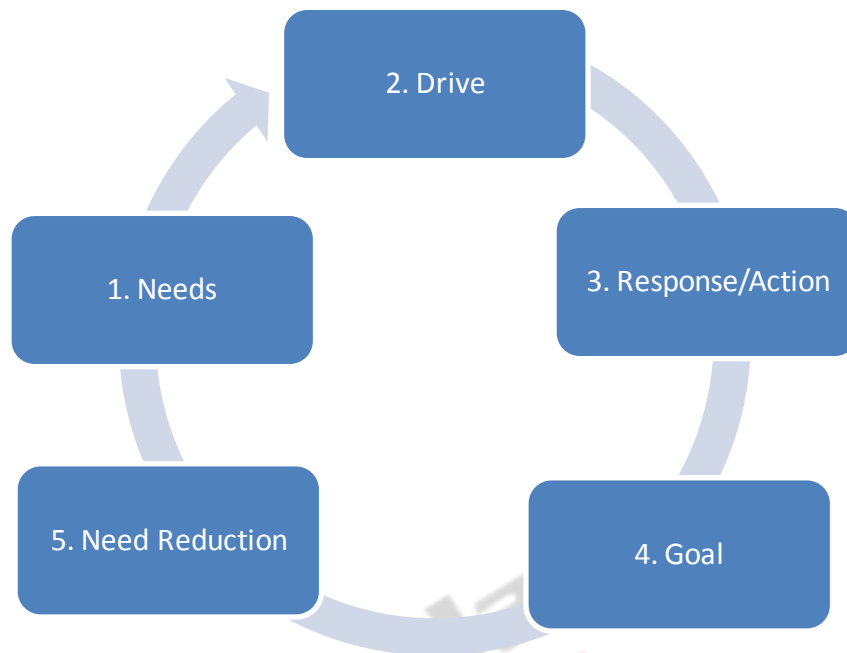 2. Drive
1. Needs
3. Response/Action
5. Need Reduction
4. Goal